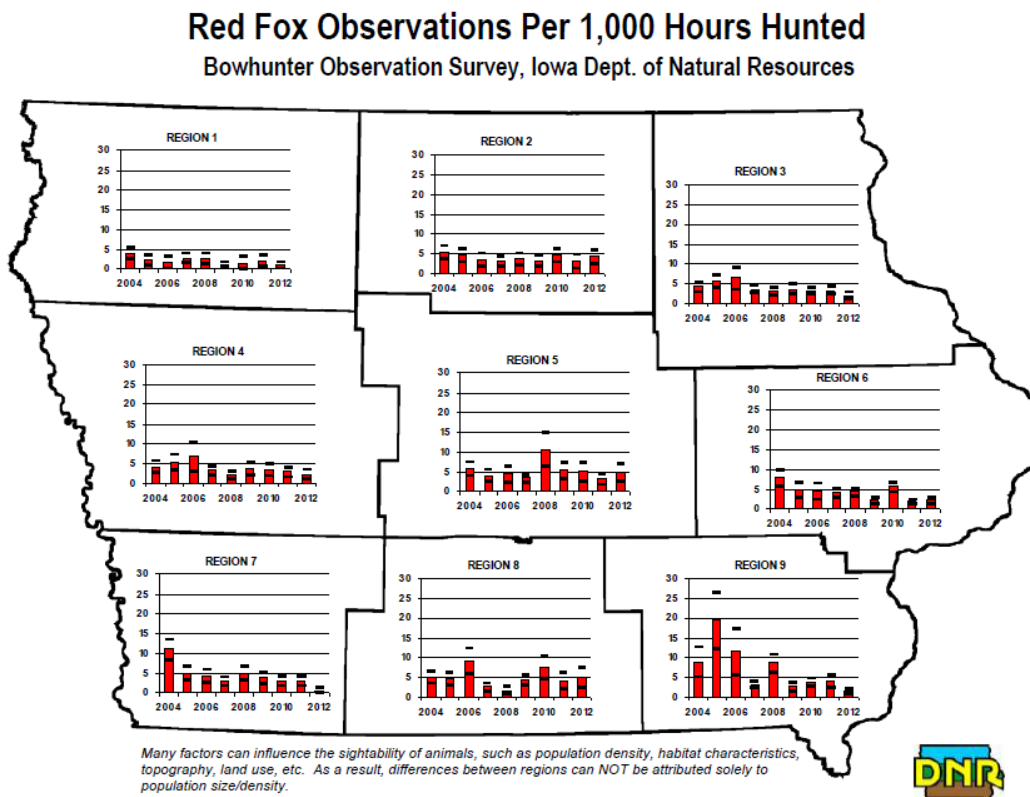 Red Fox Observations Per 1,000 Hours Hunted
Bowhunter Observation Survey, Iowa Dept. of Natural Resources
REGION 1
30
25
20
15
10
5
0
2004 2006 2008 2010 2012
REGION 2
30
25
20
15
10
5
0
2004 2006 2008 2010 2012
REGION 3
30
25
20
15
10
5
0
2004 2006 2008 2010 2012
REGION 4
30
25
20
15
10
5
0
2004 2006 2008 2010 2012
REGION 5
30
25
20
15
10
5
0
2004 2006 2008 2010 2012
REGION 6
30
25
20
15
10
5
0
2004 2006 2008 2010 2012
REGION 7
30
25
20
15
10
5
0
2004 2006 2008 2010 2012
REGION 8
30
25
20
15
10
5
0
2004 2006 2008 2010 2012
REGION 9
30
25
20
15
10
5
0
2004 2006 2008 2010 2012
Many factors can influence the sightability of animals, such as population density, habitat characteristics,
topography, land use, etc. As a result, differences between regions can NOT be attributed solely to
population size/density.
DNR